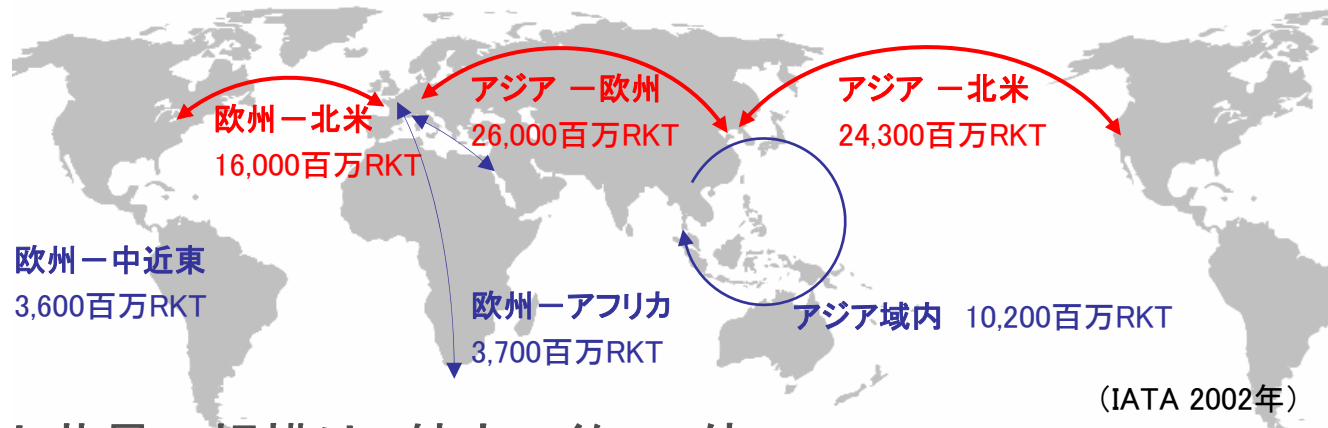 欧州－北米
16,000百万RKT
アジア －欧州
26,000百万RKT
アジア －北米
24,300百万RKT
欧州－中近東
3,600百万RKT
欧州－アフリカ
3,700百万RKT
アジア域内 10,200百万RKT
（IATA 2002年）